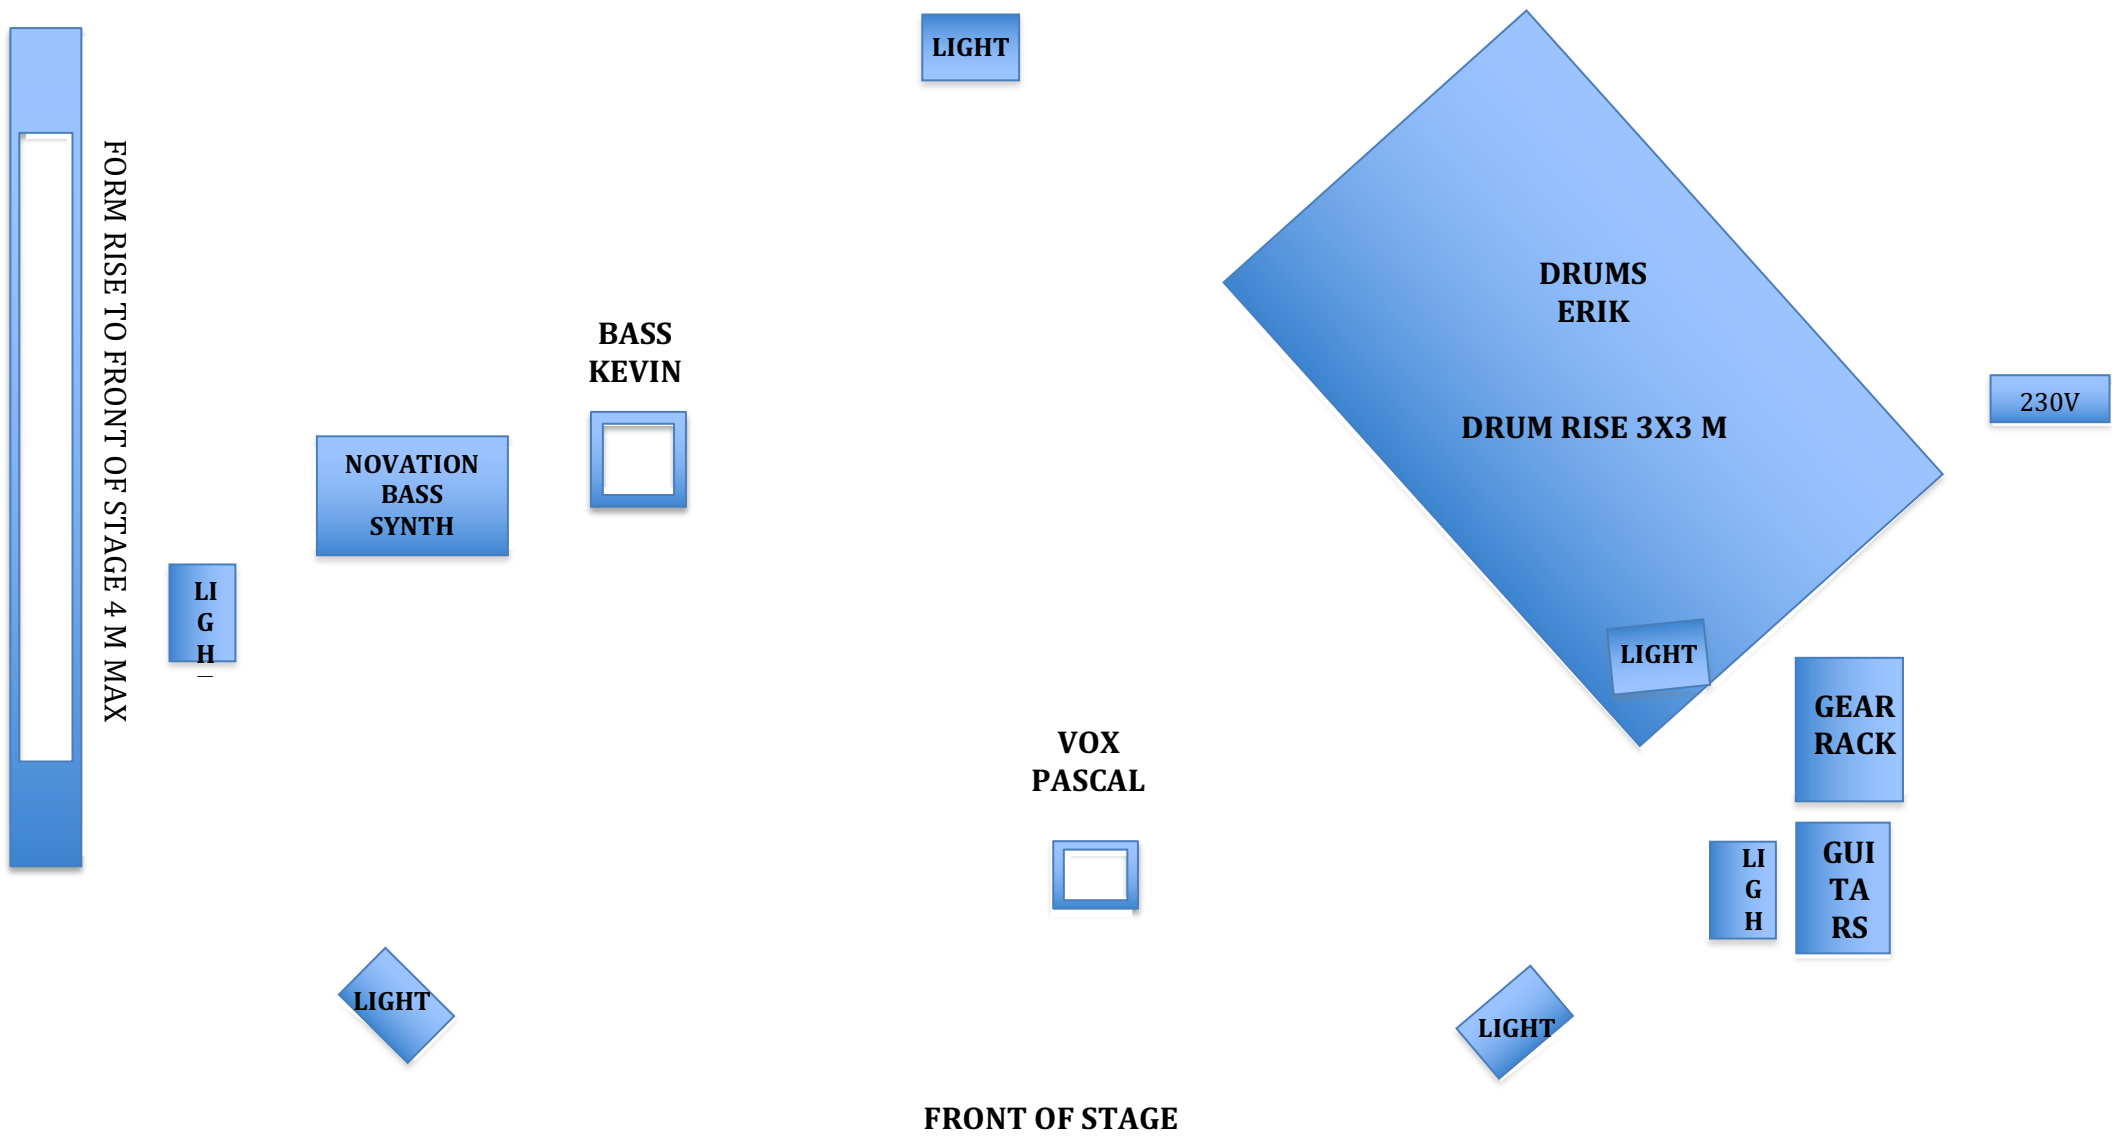 LIGHT
FORM RISE TO FRONT OF STAGE 4 M MAX
DRUMS
ERIK
DRUM RISE 3X3 M
230V
BASS
KEVIN
NOVATION
BASS
SYNTH
LI
G
H
LIGHT
GEAR
RACK
VOX
PASCAL
LI
G
H
GUI
TA
RS
LIGHT
LIGHT
FRONT OF STAGE